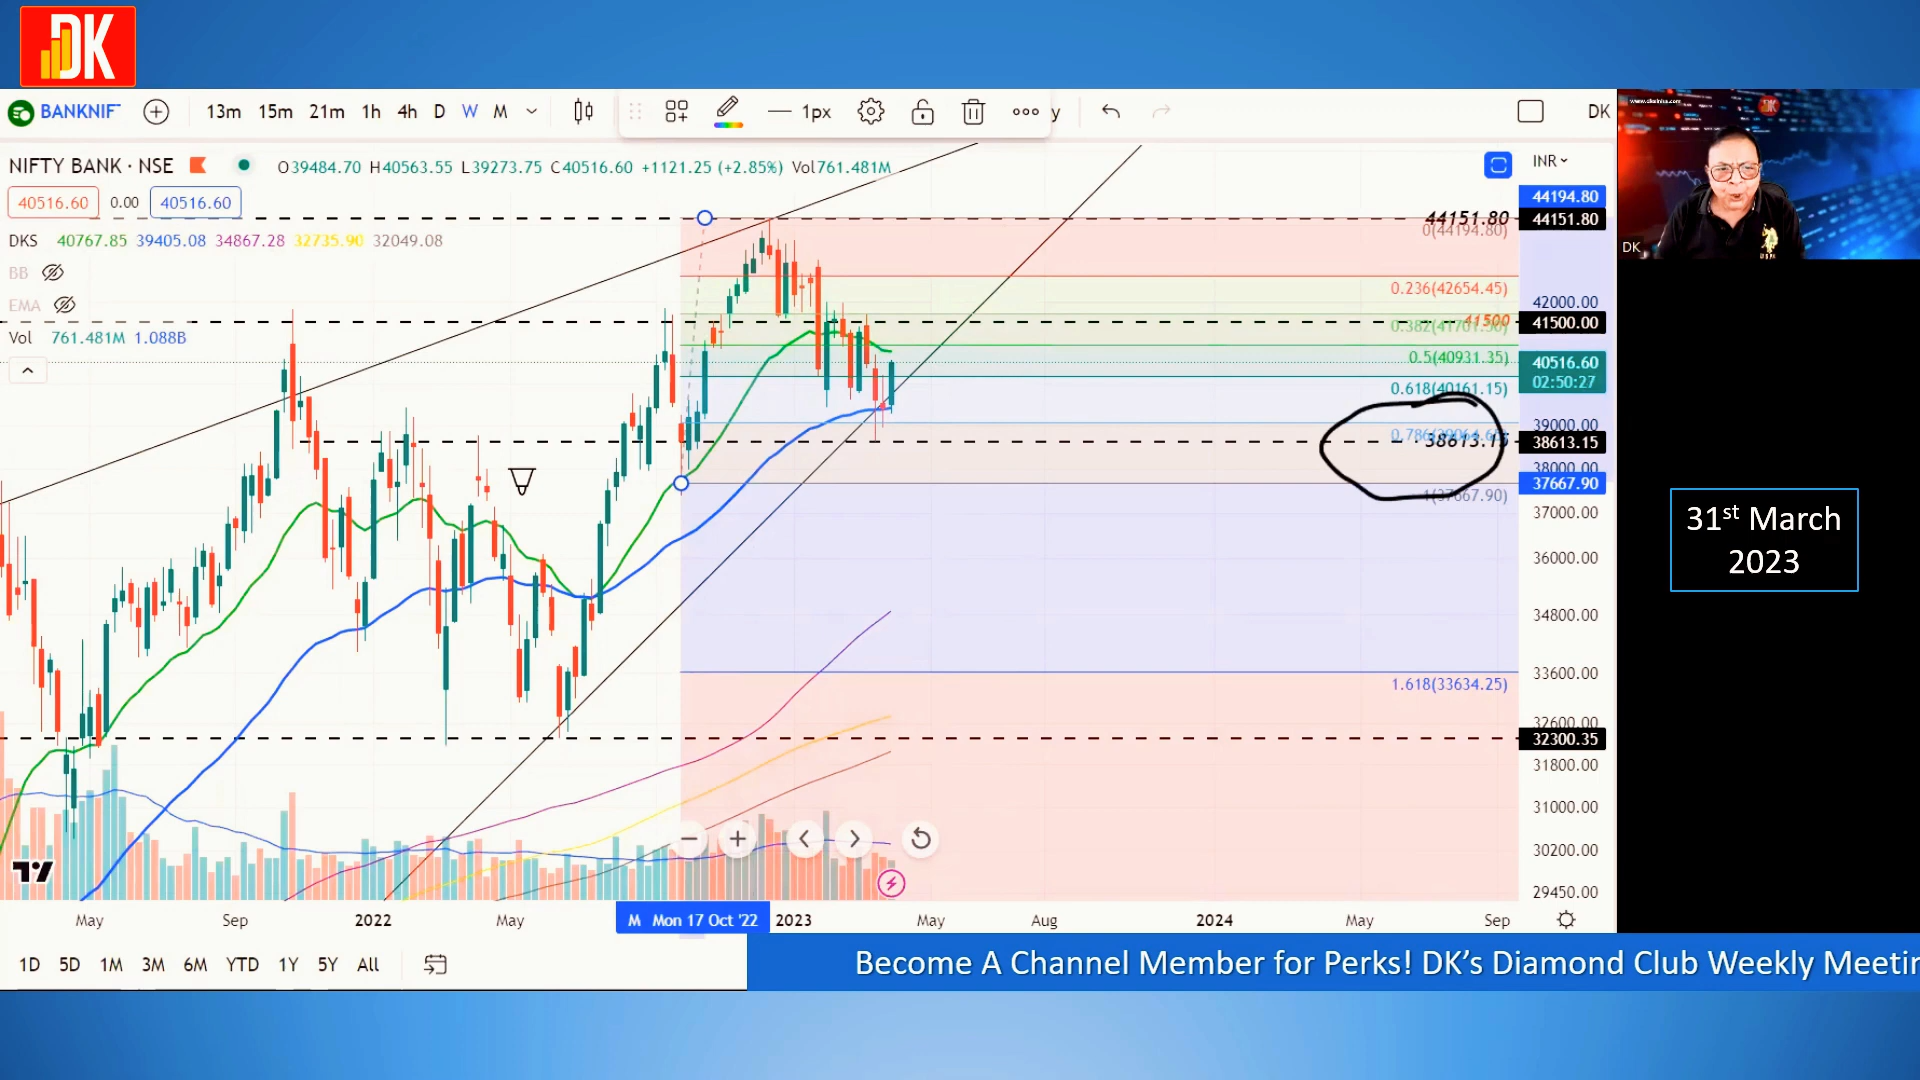 DK
BANKNIF
13m 15m 21m 1h 4h D W M
1px
y
DK
NIFTY BANK · NSE
O39484.70 H40563.55 L39273.75 C40516.60 +1121.25 (+2.85%) Vol761.481M
INR
40516.60 0.00 40516.60
DKS 40767.85 39405.08 34867.28 32735.90 32049.08
BB
EMA
Vol 761.481M 1.088B
44194.80
44151.80 44151.80
0(44194.80)
0.236(42654.45)
42000.00
41500 41500.00
0.5(40931.35)
40516.60
02:50:27
0.618(40161.15)
39000.00
38613.15 38613.15
38000.00
37667.90
1(37667.90)
37000.00
36000.00
34800.00
33600.00
1.618(33634.25)
32600.00
32300.35
31800.00
31000.00
30200.00
29450.00
May Sep 2022 May M Mon 17 Oct '22 2023 May Aug 2024 May Sep
1D 5D 1M 3M 6M YTD 1Y 5Y All
DK
31st March
2023
Become A Channel Member for Perks! DK's Diamond Club Weekly Meetin